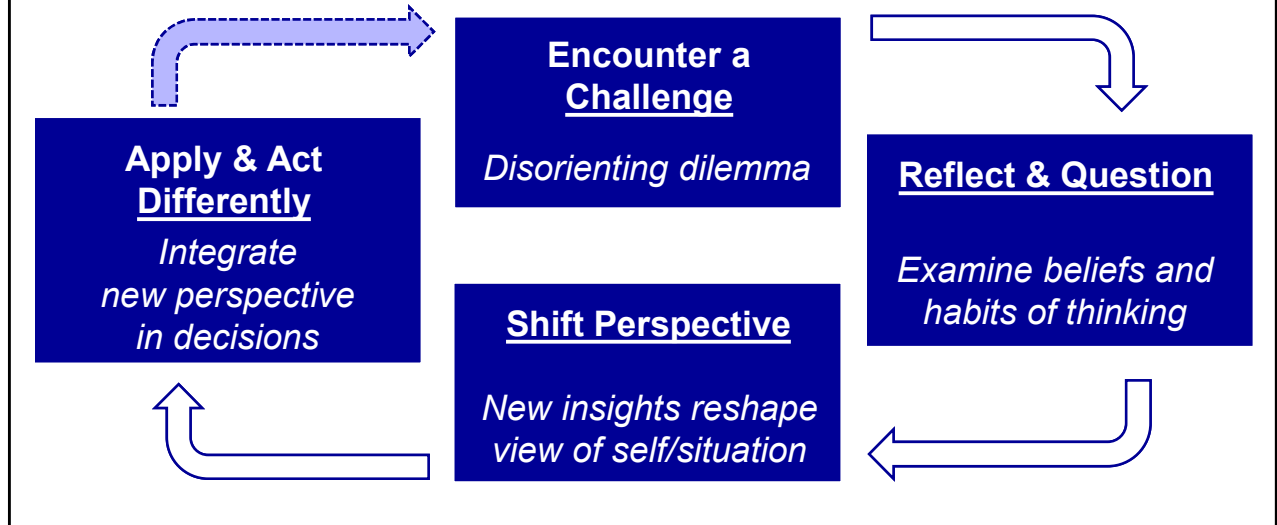 Encounter a
Challenge
Disorienting dilemma
Reflect & Question
Examine beliefs and
habits of thinking
Shift Perspective
New insights reshape
view of self/situation
Apply & Act
Differently
Integrate
new perspective
in decisions